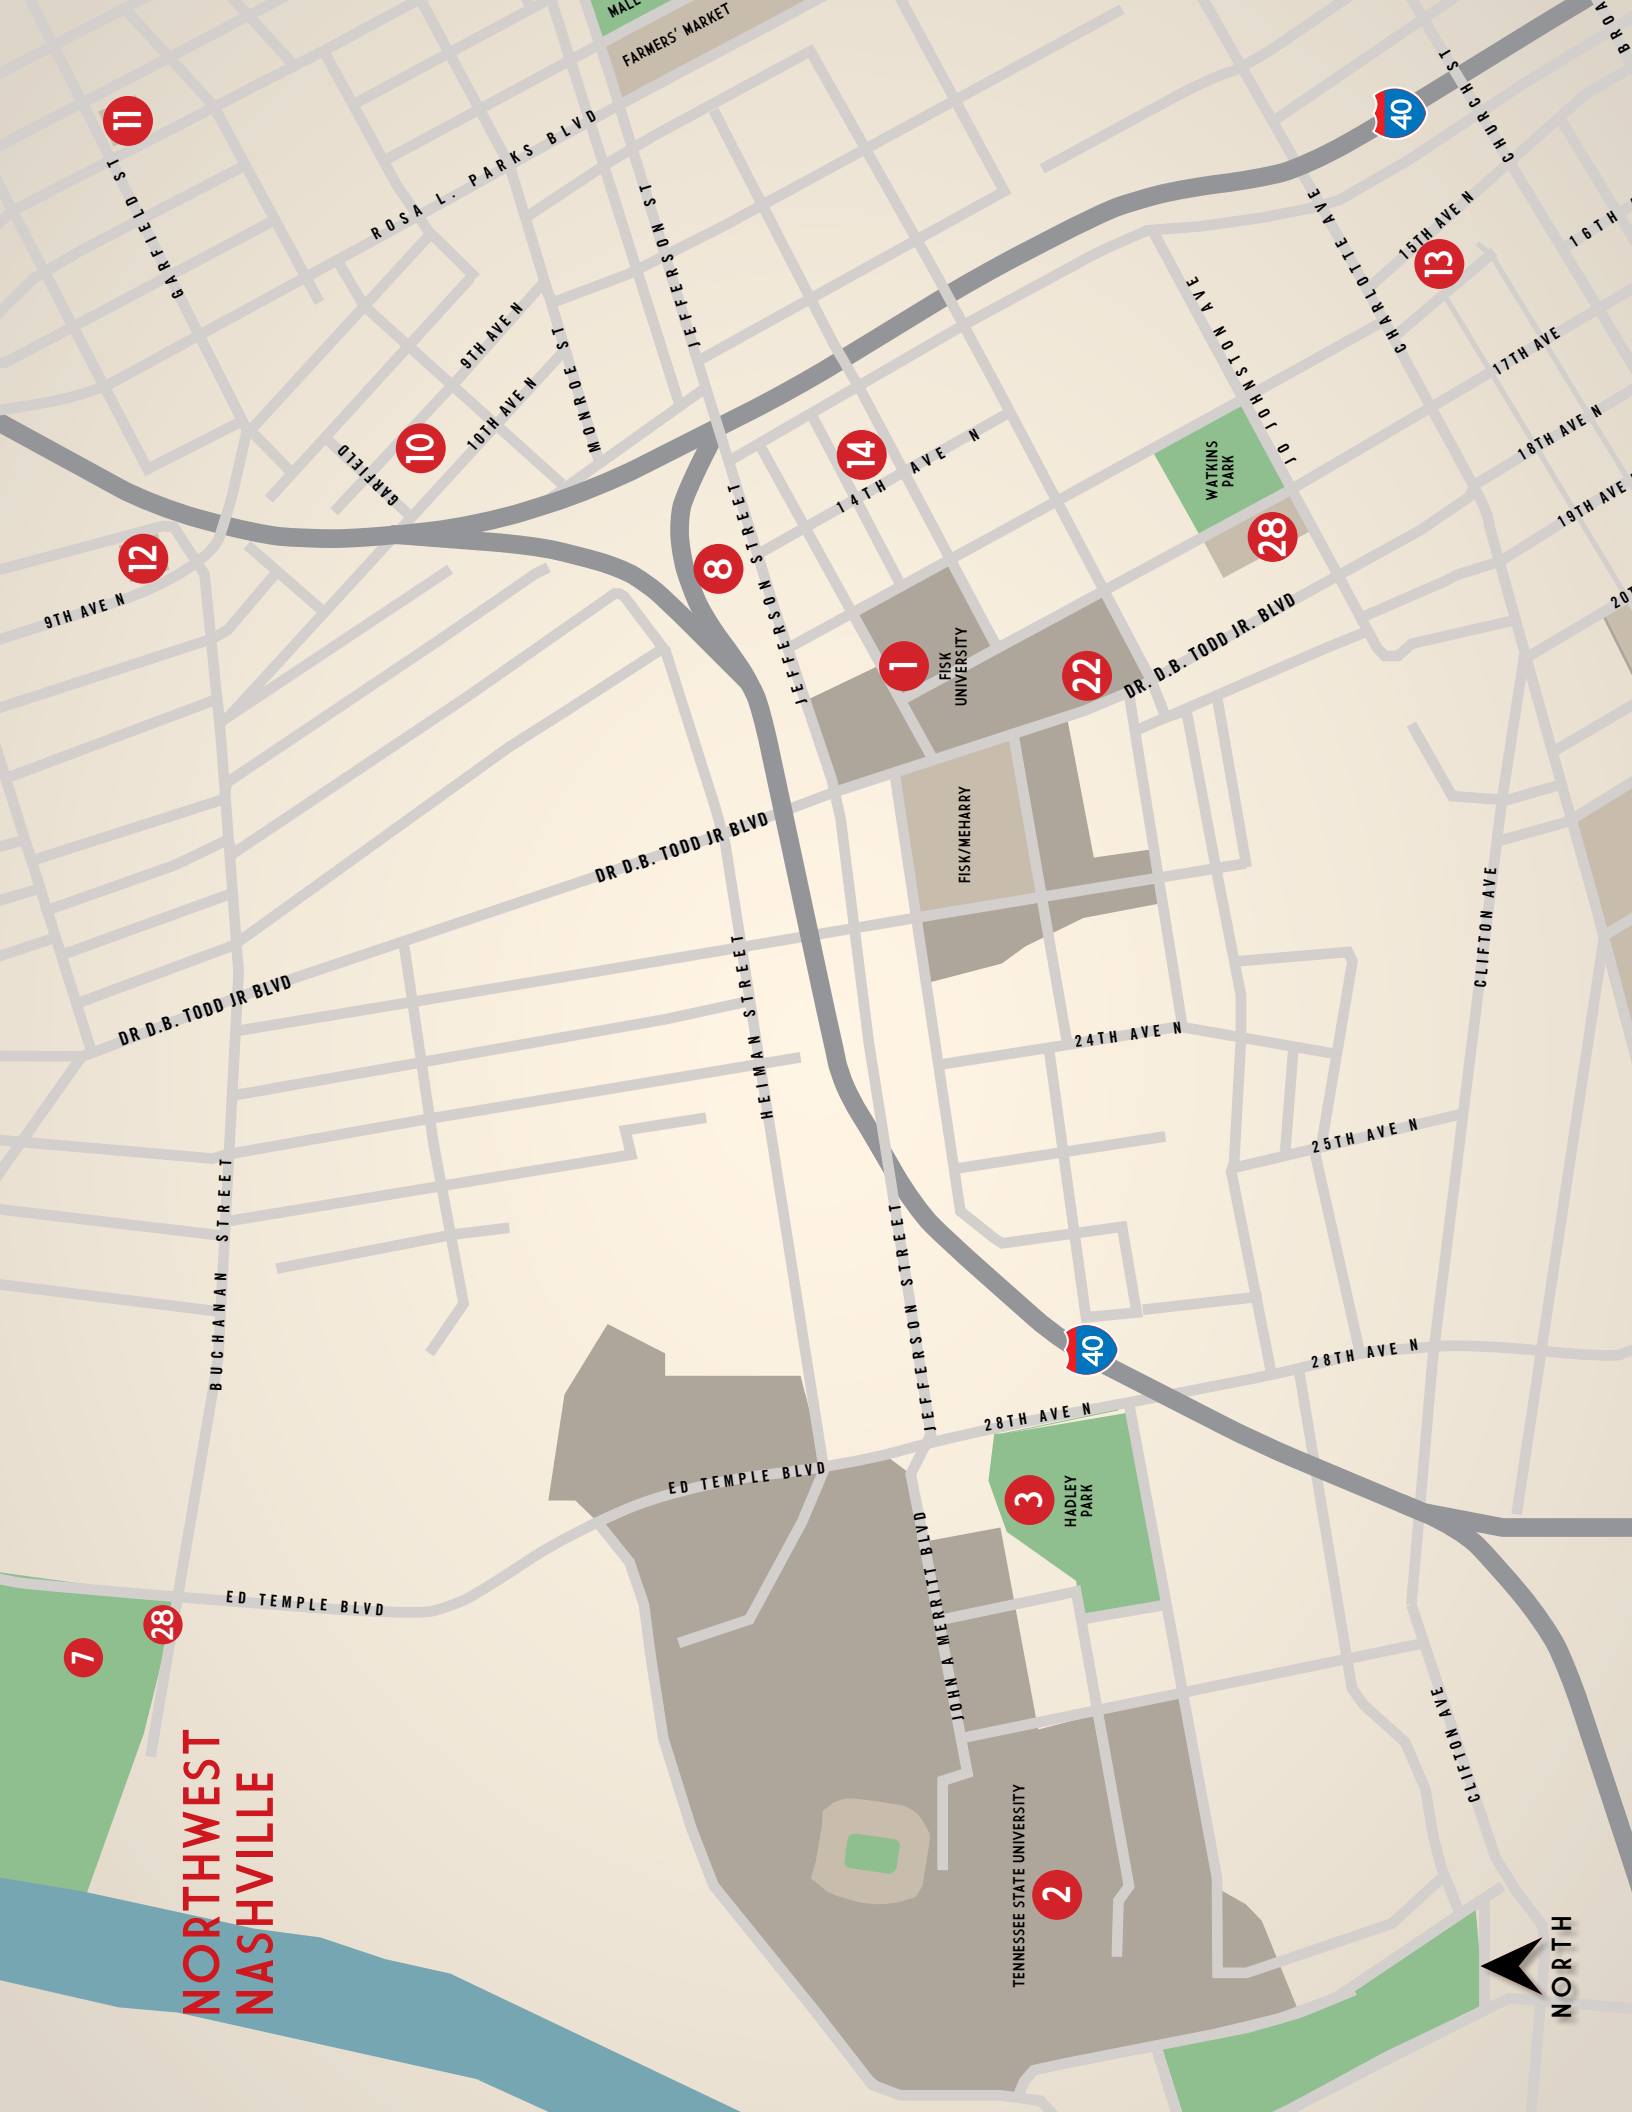 NORTHWEST
NASHVILLE
MALL
FARMERS' MARKET
11
GARFIELD ST
ROSA L. PARKS BLVD
JEFFERSON ST
40
CHURCH ST
BROA
CHARLOTTE AVE
15TH AVE N
13
16TH
17TH AVE
18TH AVE N
19TH AVE
20T
9TH AVE N
MONROE ST
10TH AVE N
10
GARFIELD
12
9TH AVE N
JO JOHNSTON AVE
14
14TH AVE N
WATKINS
PARK
28
8
JEFFERSON STREET
1
FISK
UNIVERSITY
22
DR. D.B. TODD JR. BLVD
FISK/MEHARRY
DR D.B. TODD JR BLVD
DR D.B. TODD JR BLVD
HEIMAN STREET
CLIFTON AVE
24TH AVE N
25TH AVE N
BUCHANAN STREET
JEFFERSON STREET
40
28TH AVE N
28TH AVE N
ED TEMPLE BLVD
3
HADLEY
PARK
ED TEMPLE BLVD
28
7
JOHN A MERRITT BLVD
CLIFTON AVE
TENNESSEE STATE UNIVERSITY
2
NORTH